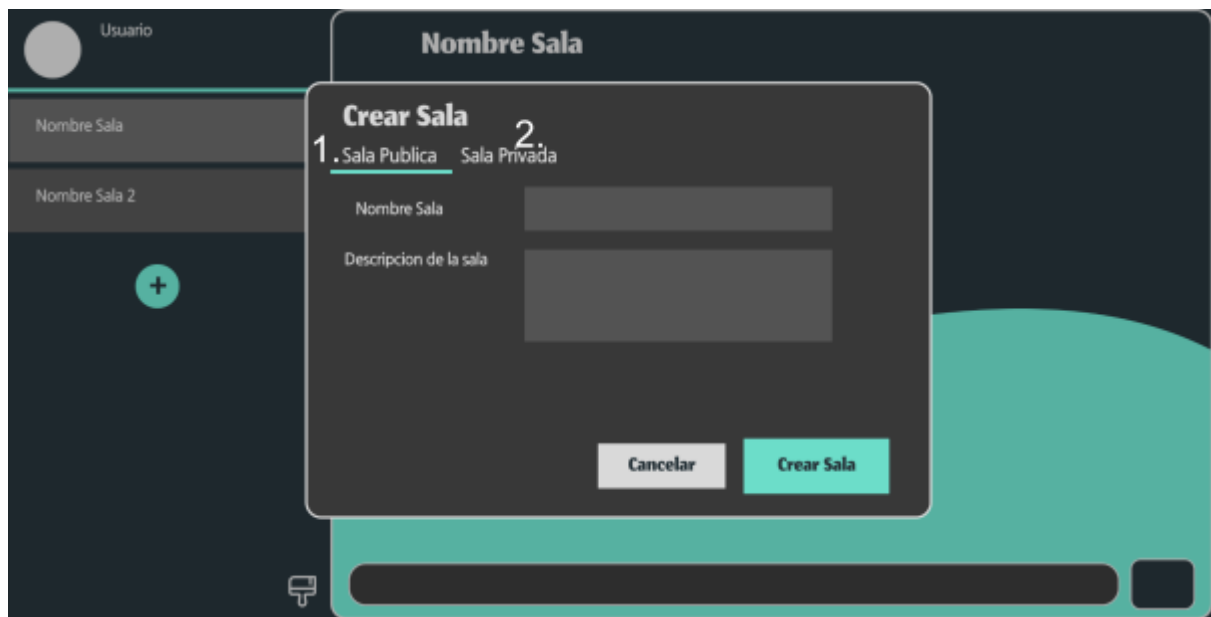 Usuario
Nombre Sala
Nombre Sala
Nombre Sala 2
+
Crear Sala
1. Sala Publica 2. Sala Privada
Nombre Sala
Descripcion de la sala
Cancelar
Crear Sala